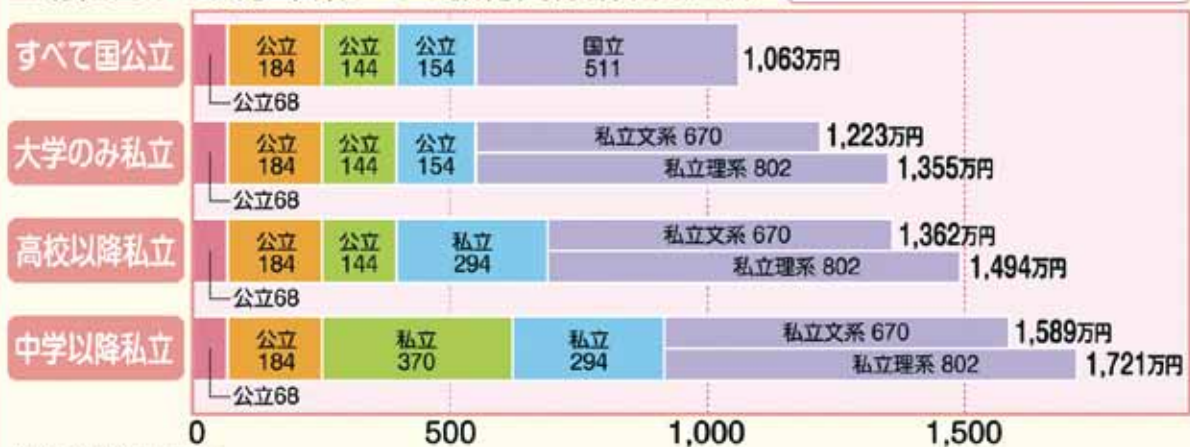 すべて国公立
公立 公立 公立 国立
184 144 154 511
1,063万円
公立68
大学のみ私立
公立 公立 公立
184 144 154
私立文系 670
1,223万円
私立理系 802
1,355万円
公立68
高校以降私立
公立 公立 私立
184 144 294
私立文系 670
1,362万円
私立理系 802
1,494万円
公立68
中学以降私立
公立 私立 私立
184 370 294
私立文系 670
1,589万円
私立理系 802
1,721万円
公立68
0 500 1,000 1,500